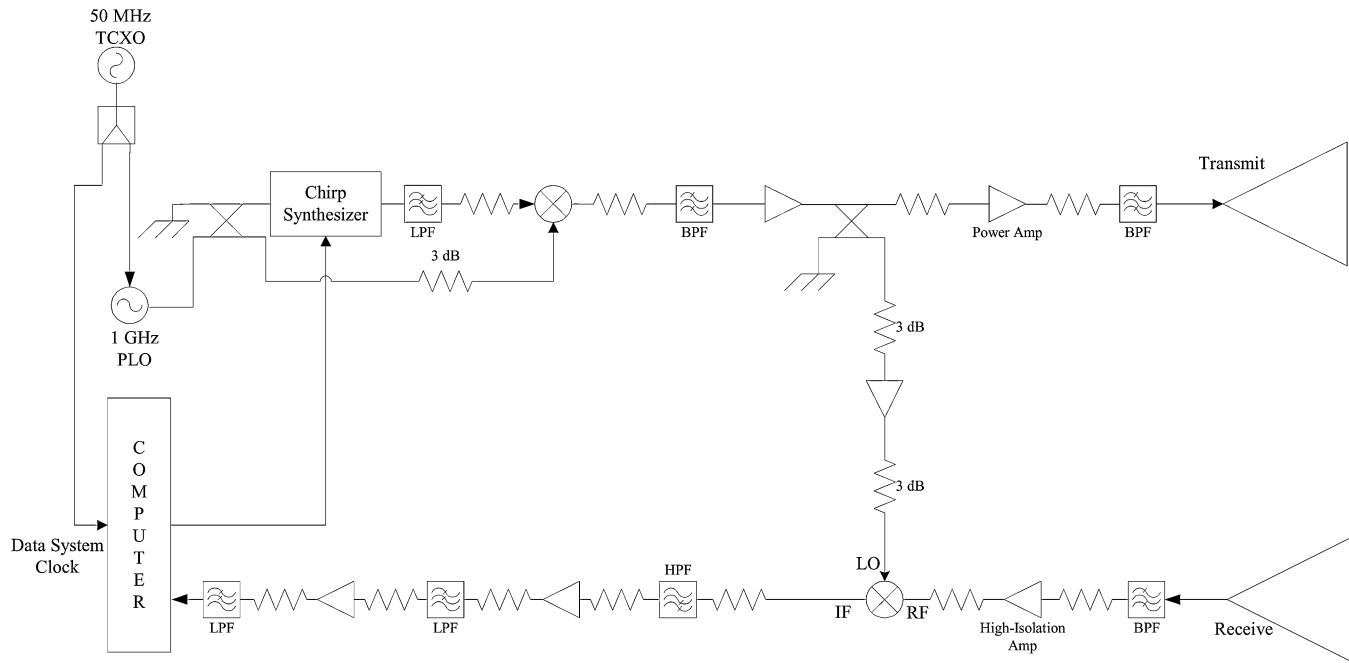 50 MHz
TCXO
Transmit
Chirp
Synthesizer
LPF
BPF
Power Amp
BPF
3 dB
1 GHz
PLO
3 dB
COMPUTER
3 dB
Data System
Clock
LO
HPF
IF
RF
LPF
LPF
High-Isolation
Amp
BPF
Receive